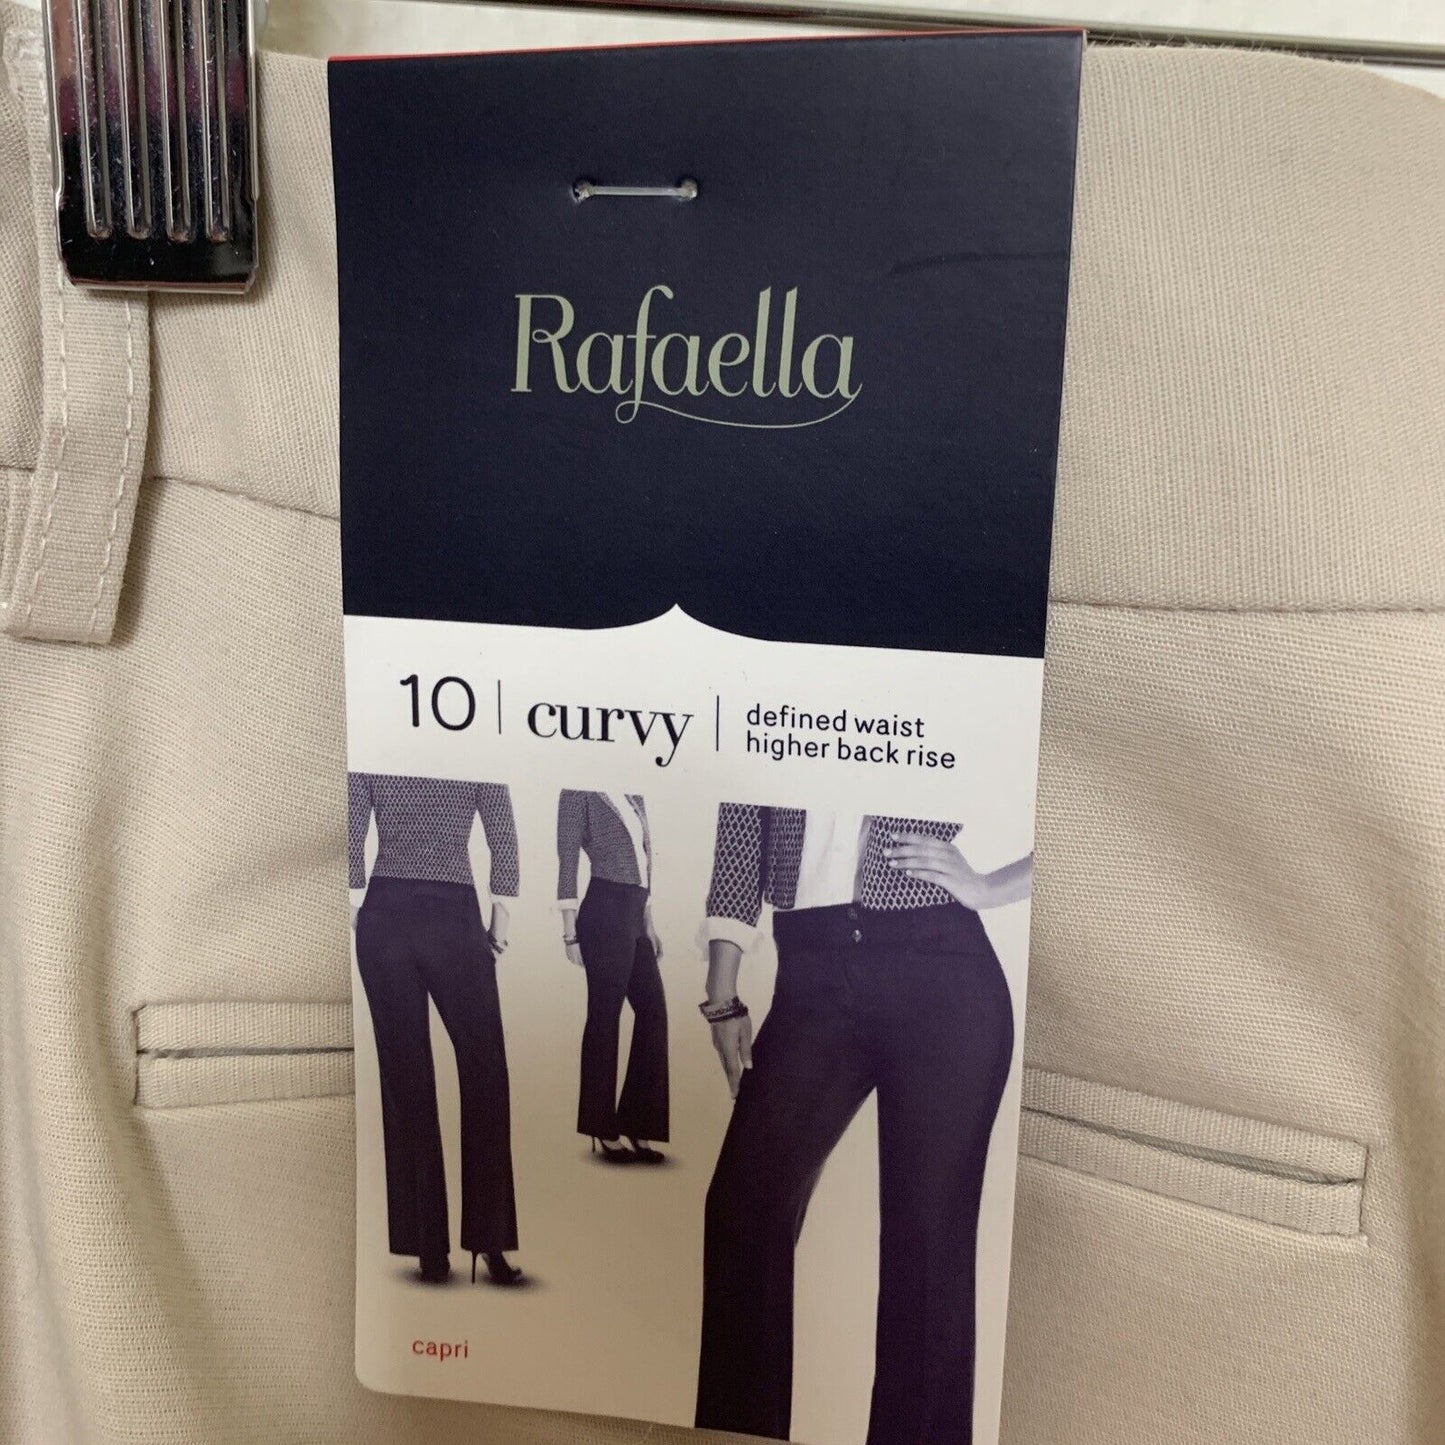 Rafaella
10 | curvy | defined waist
higher back rise
capri